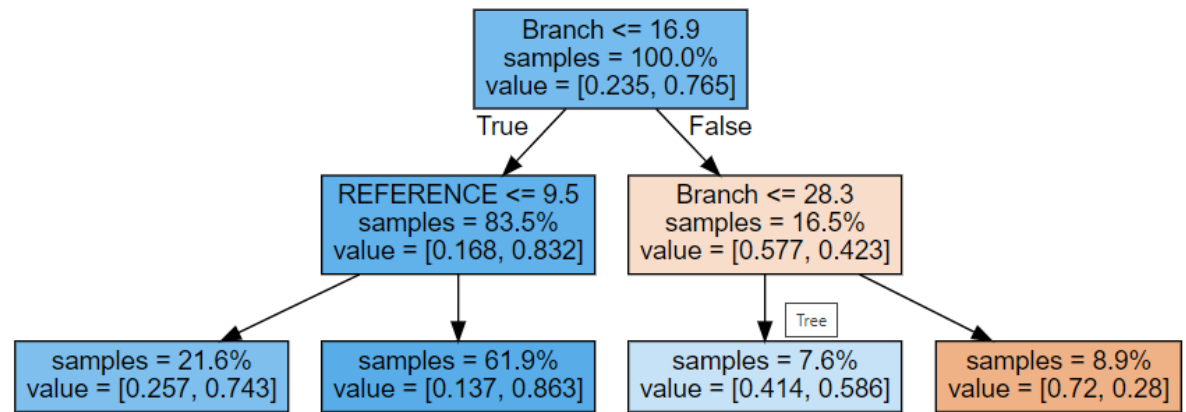 Branch <= 16.9
samples = 100.0%
value = [0.235, 0.765]
True
False
REFERENCE <= 9.5
samples = 83.5%
value = [0.168, 0.832]
Branch <= 28.3
samples = 16.5%
value = [0.577, 0.423]
Tree
samples = 21.6%
value = [0.257, 0.743]
samples = 61.9%
value = [0.137, 0.863]
samples = 7.6%
value = [0.414, 0.586]
samples = 8.9%
value = [0.72, 0.28]